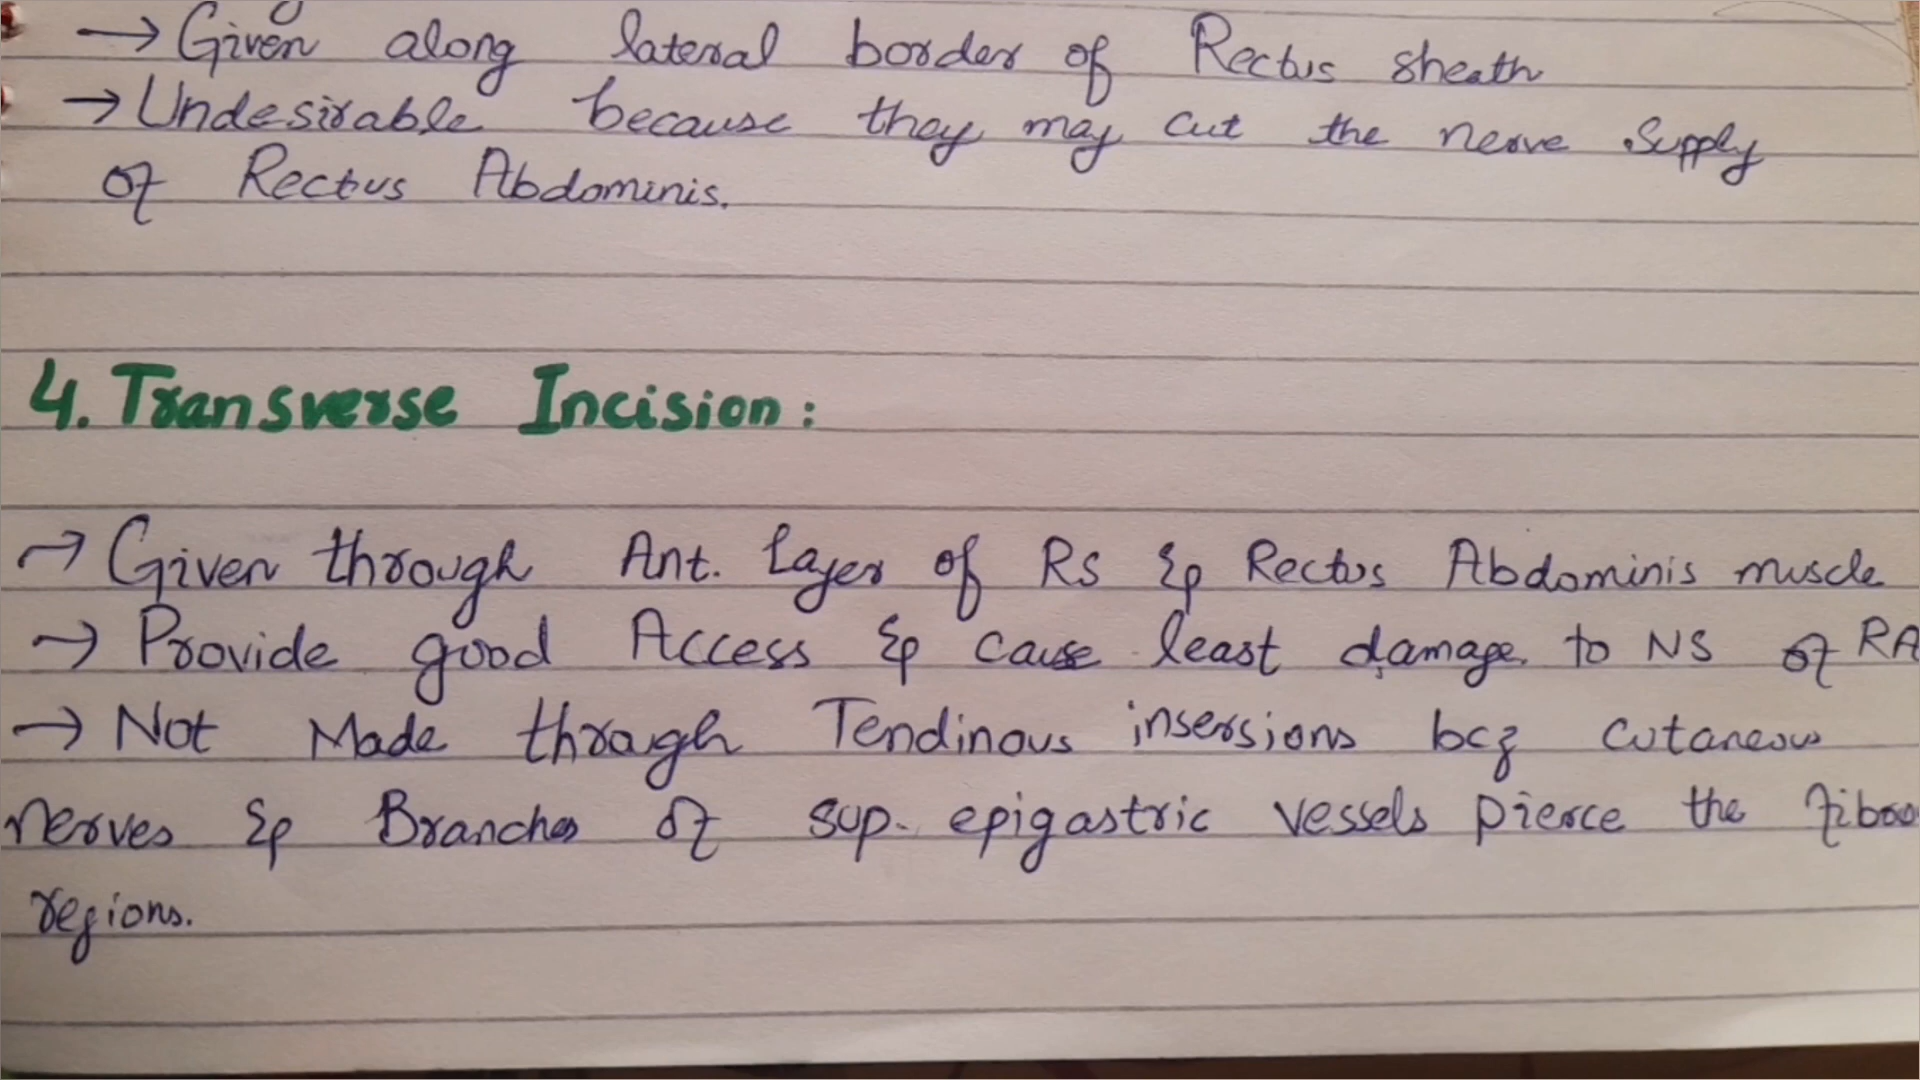 → Given along lateral border of Rectus sheath
→ Undesirable because they may cut the nerve supply
of Rectus Abdominis.
4. Transverse Incision:
→ Given through Ant. layer of RS & Rectus Abdominis muscle
→ Provide good Access & cause least damage to NS of RA
→ Not Made through Tendinous insersions bcz cutaneous
nerves & Branches of sup. epigastric vessels pierce the
regions.